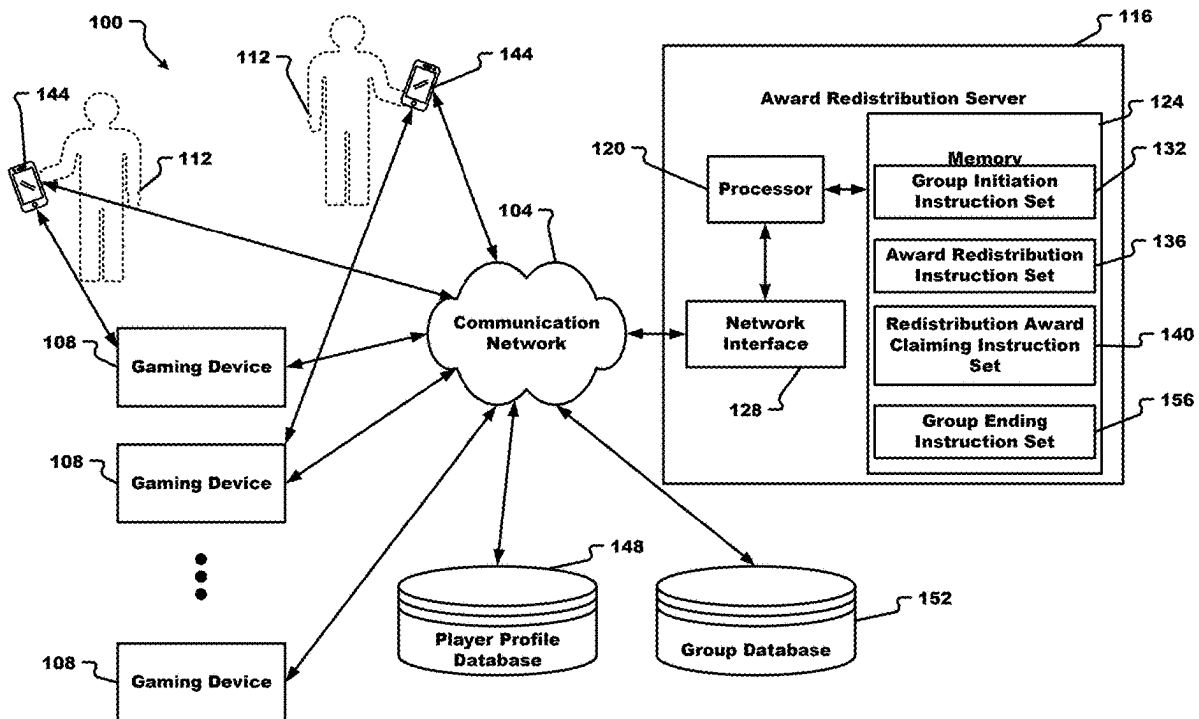 100
144
112
144
112
116
Award Redistribution Server
124
120
Processor
Memory
132
Group Initiation
Instruction Set
104
136
Award Redistribution
Instruction Set
Communication
Network
Network
Interface
128
Redistribution Award
Claiming Instruction
Set
140
156
Group Ending
Instruction Set
108
Gaming Device
108
Gaming Device
108
Gaming Device
148
Player Profile
Database
152
Group Database